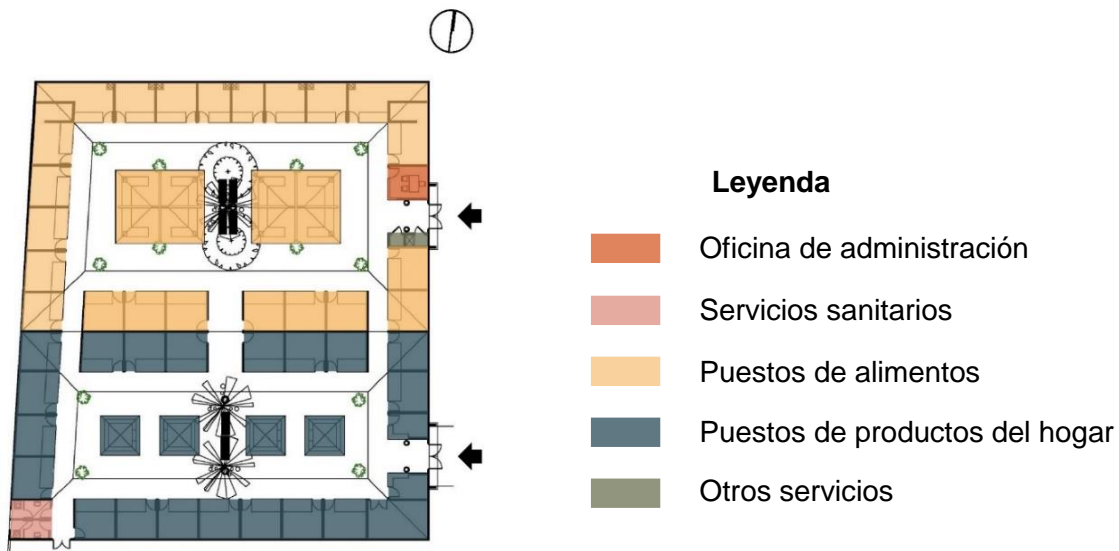 Leyenda
Oficina de administración
Servicios sanitarios
Puestos de alimentos
Puestos de productos del hogar
Otros servicios